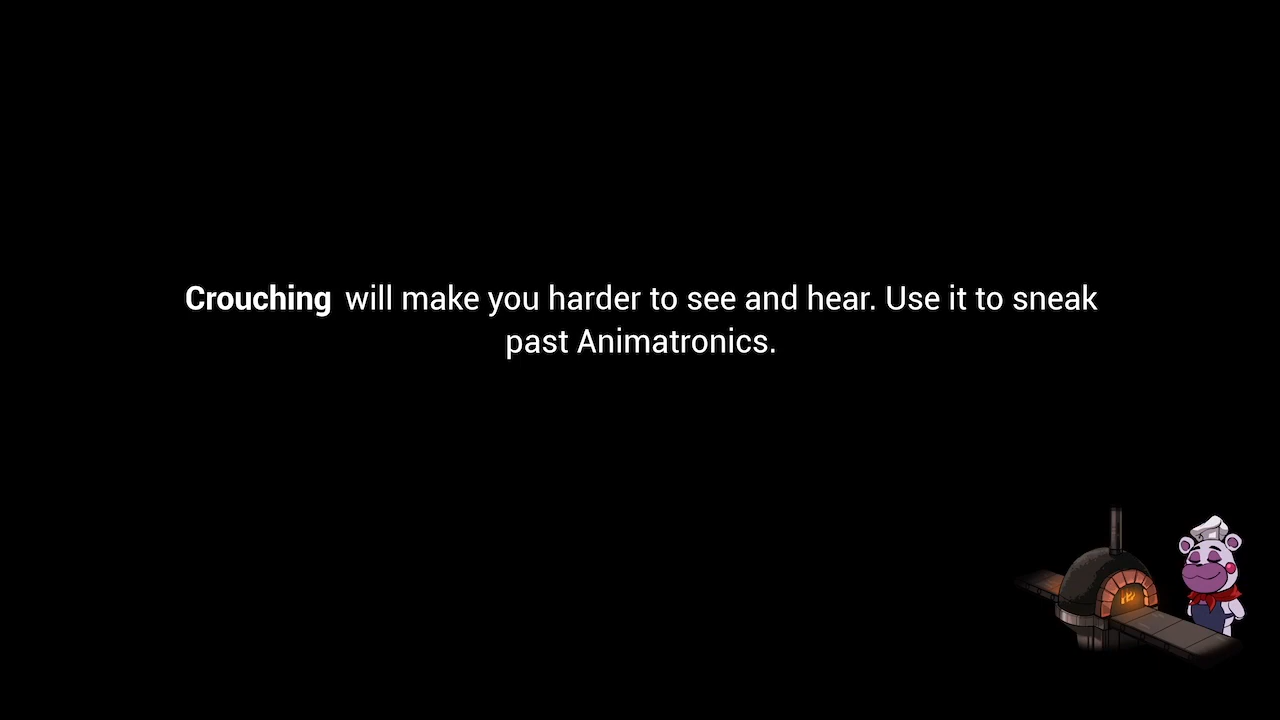 Crouching will make you harder to see and hear. Use it to sneak
past Animatronics.